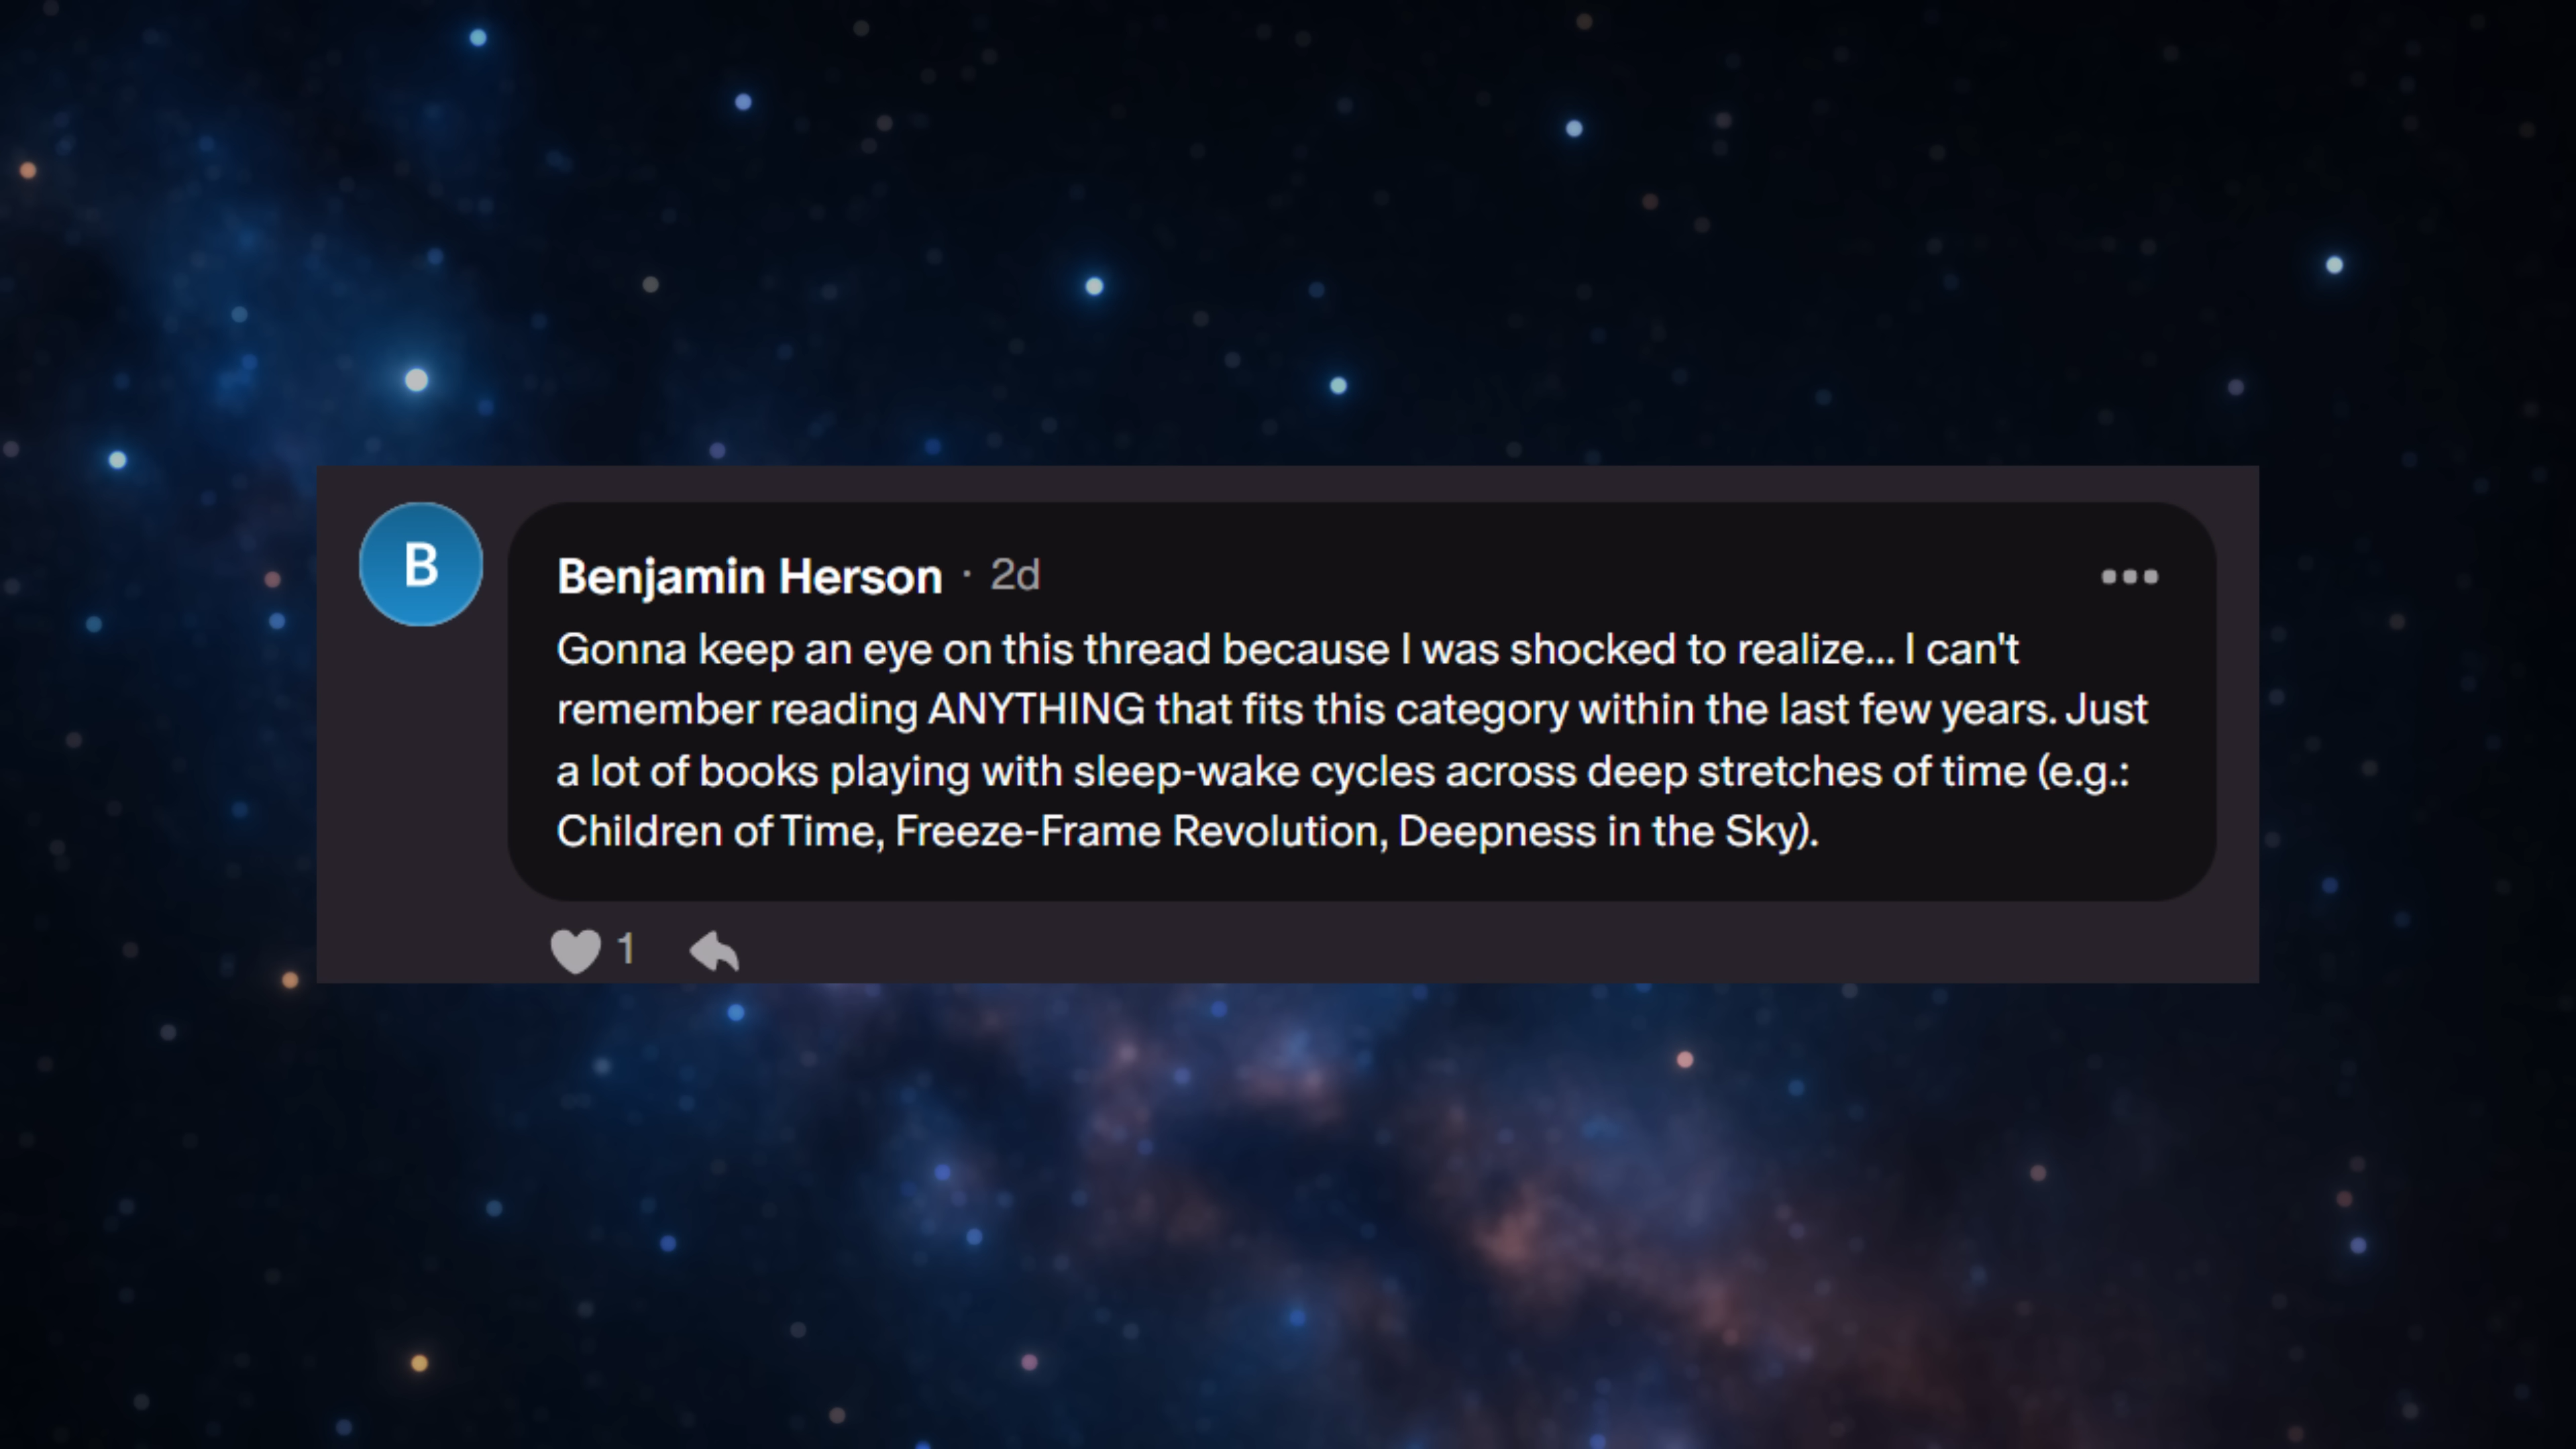 B
Benjamin Herson · 2d
Gonna keep an eye on this thread because I was shocked to realize... I can't
remember reading ANYTHING that fits this category within the last few years. Just
a lot of books playing with sleep-wake cycles across deep stretches of time (e.g.:
Children of Time, Freeze-Frame Revolution, Deepness in the Sky).
1